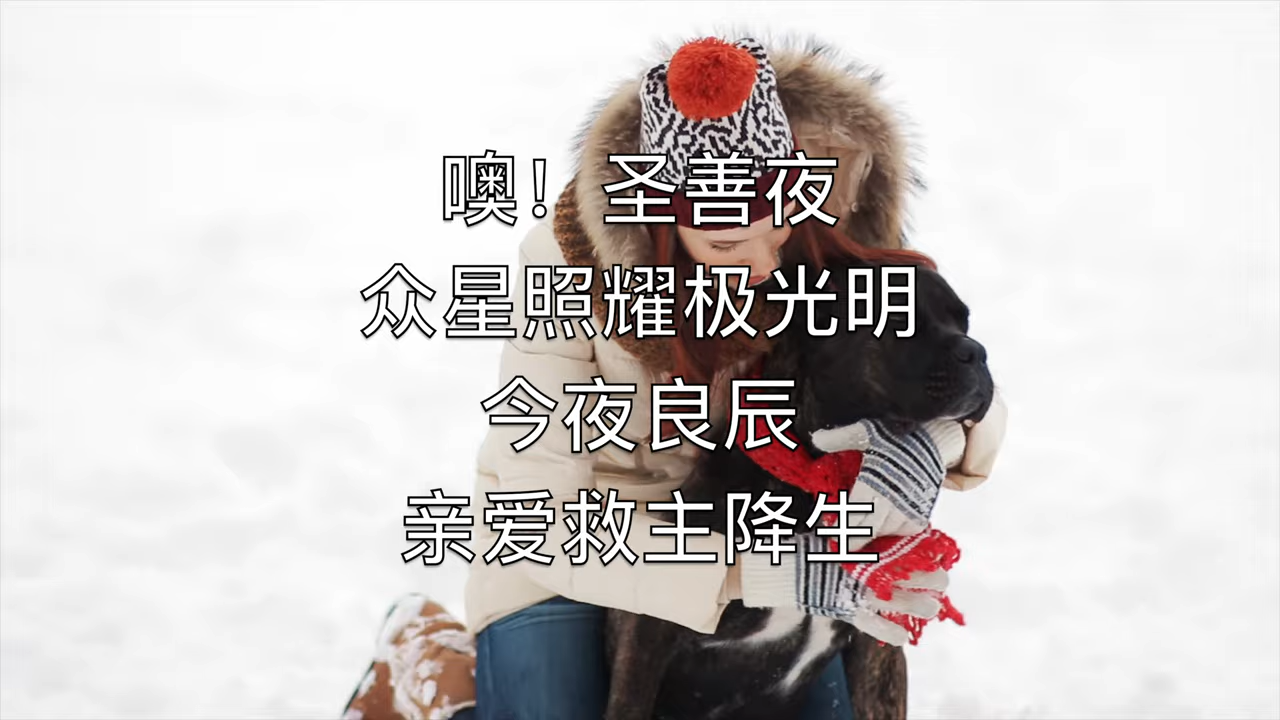 噢！圣善夜
众星照耀极光明
今夜良辰
亲爱救主降生